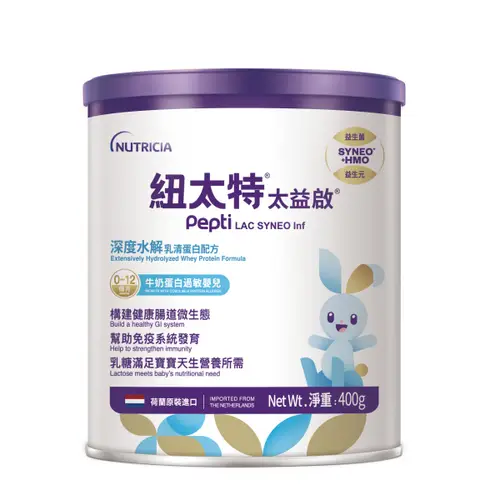 NUTRICIA
益生菌
SYNEO™
+HMO
益生元
紐太特® 太益啟®
Pepti LAC SYNEO Inf
深度水解乳清蛋白配方
Extensively Hydrolyzed Whey Protein Formula
0-12
牛奶蛋白過敏嬰兒
構建健康腸道微生態
Build a healthy GI system
幫助免疫系統發育
Help to strengthen immunity
乳糖滿足寶寶天生營養所需
Lactose meets baby's nutritional need
荷蘭原裝進口
IMPORTED FROM
THE NETHERLANDS
Net Wt. 淨重:400g